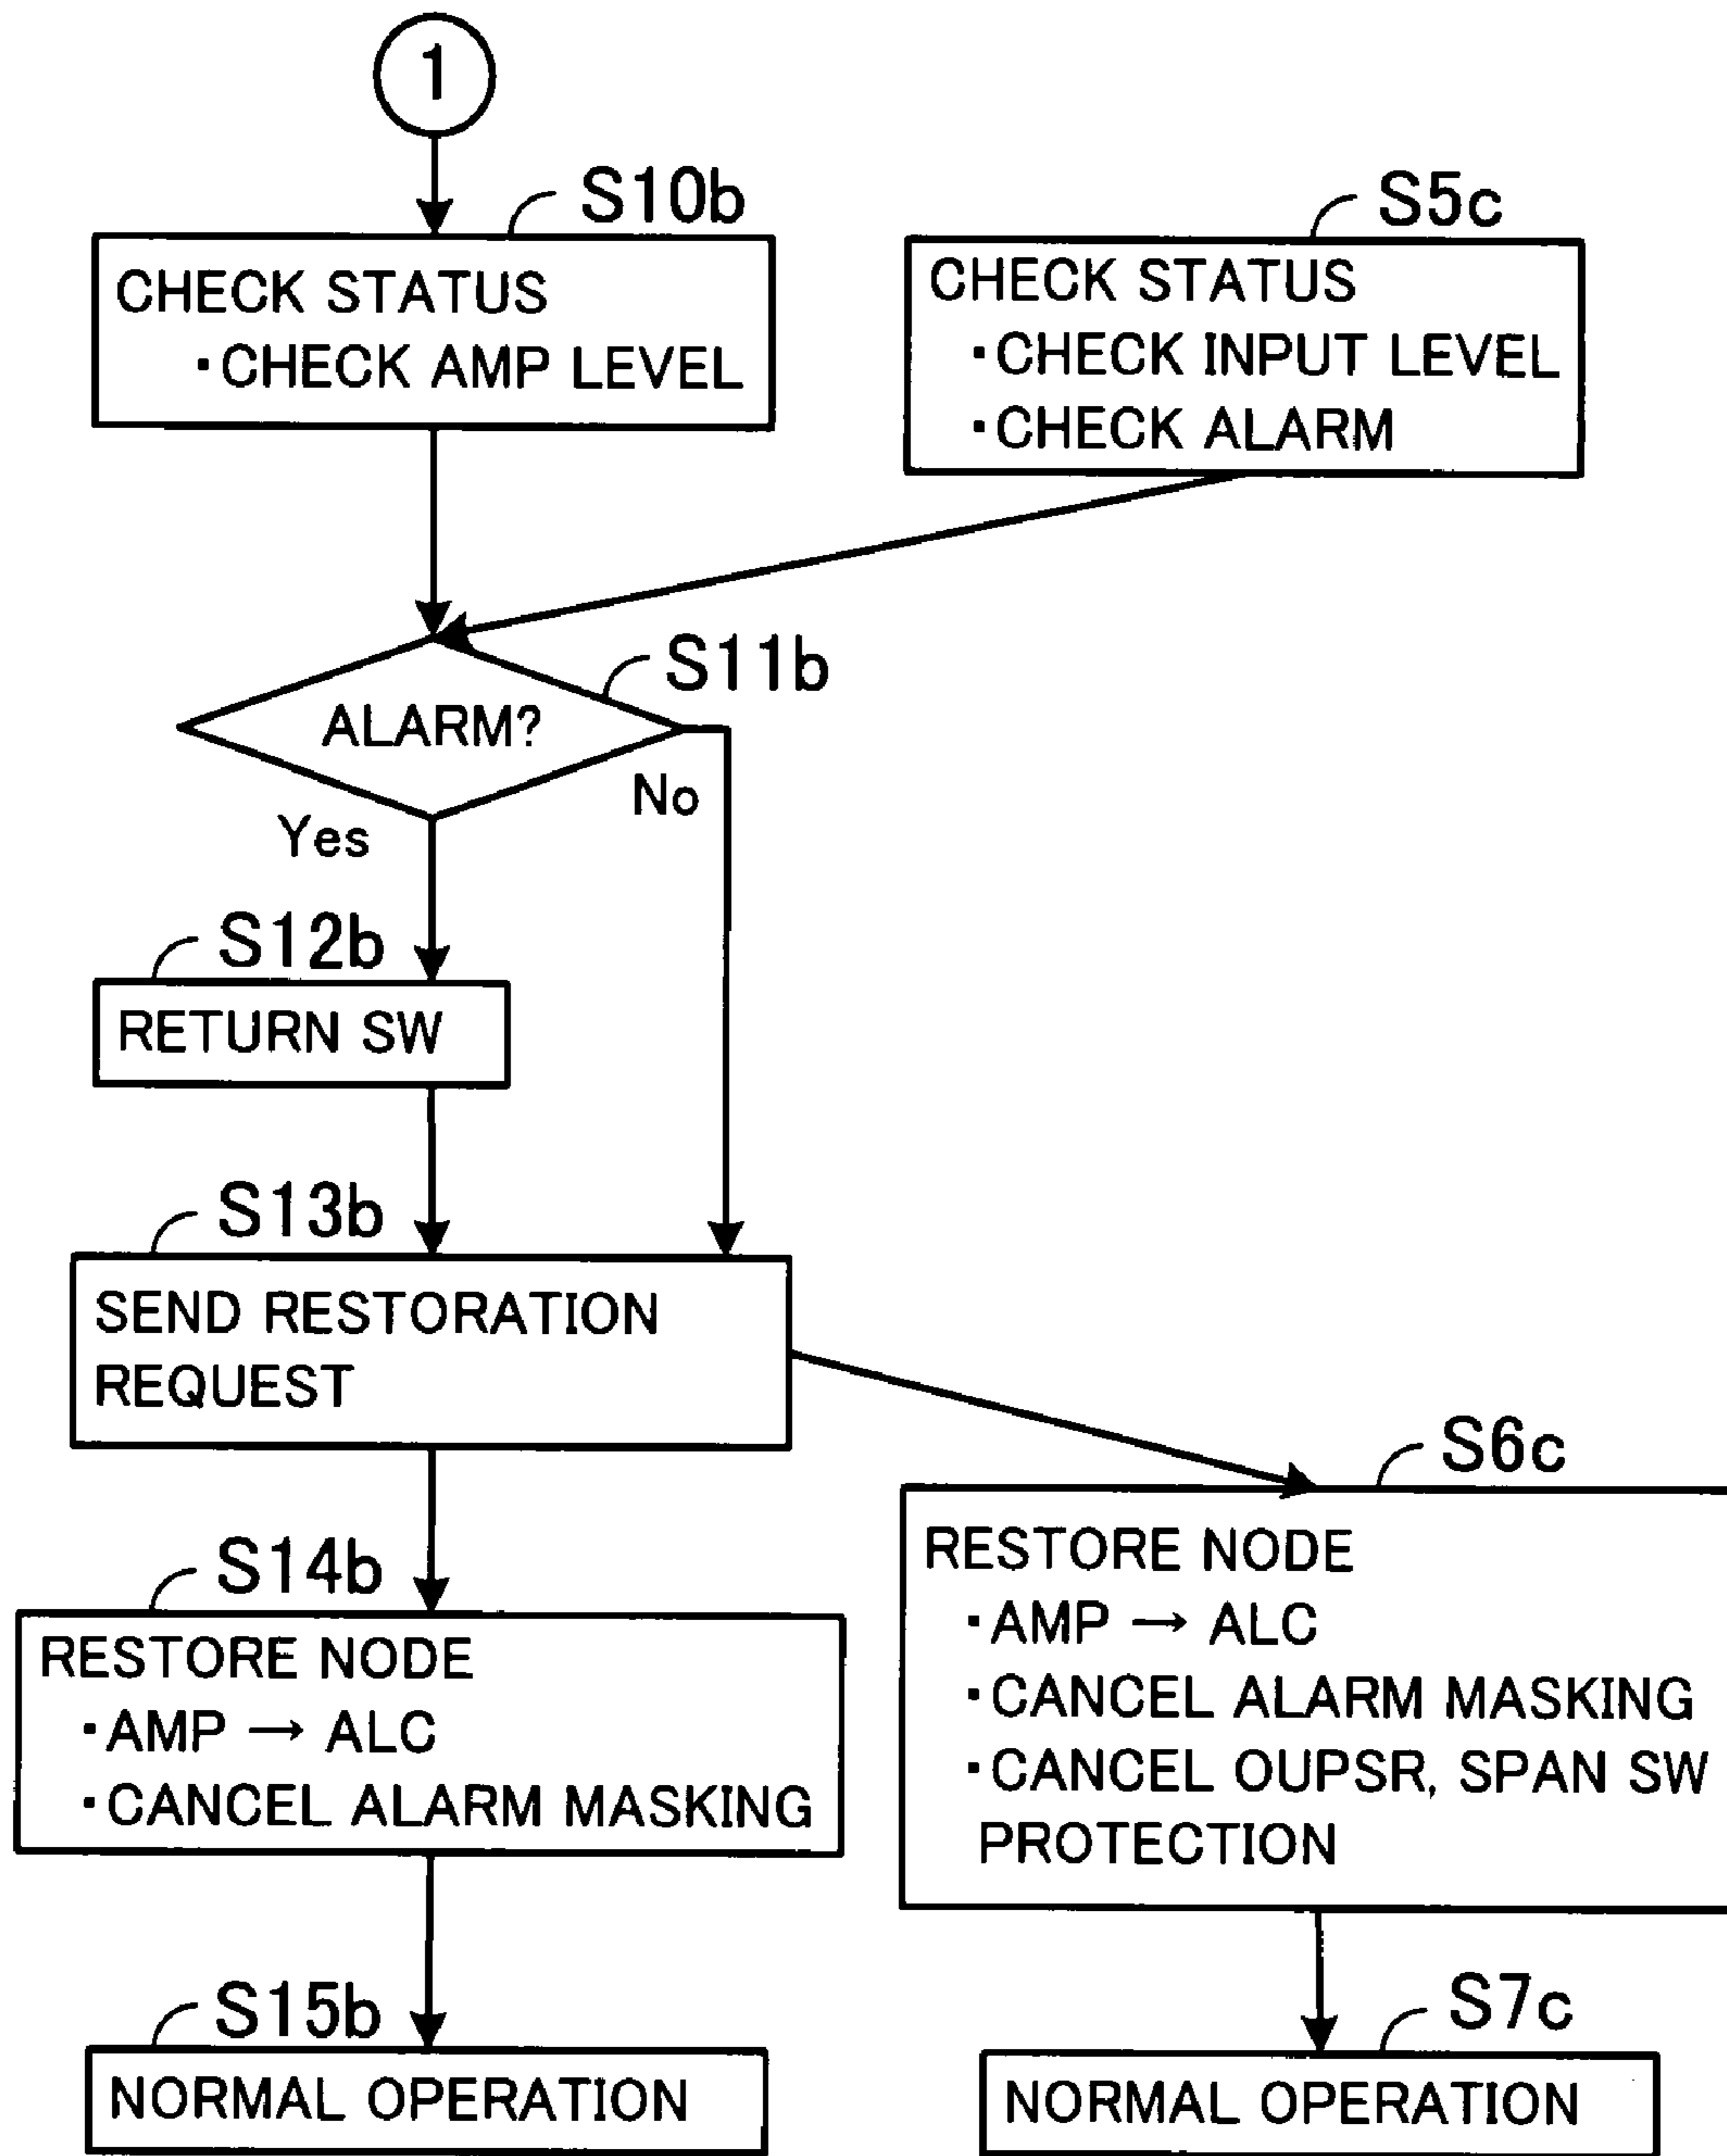 1
S10b
CHECK STATUS
・CHECK AMP LEVEL
S5c
CHECK STATUS
・CHECK INPUT LEVEL
・CHECK ALARM
S11b
ALARM?
No
Yes
S12b
RETURN SW
S13b
SEND RESTORATION
REQUEST
S6c
RESTORE NODE
・AMP → ALC
・CANCEL ALARM MASKING
・CANCEL OUPSR, SPAN SW
PROTECTION
S14b
RESTORE NODE
・AMP → ALC
・CANCEL ALARM MASKING
S15b
NORMAL OPERATION
S7c
NORMAL OPERATION